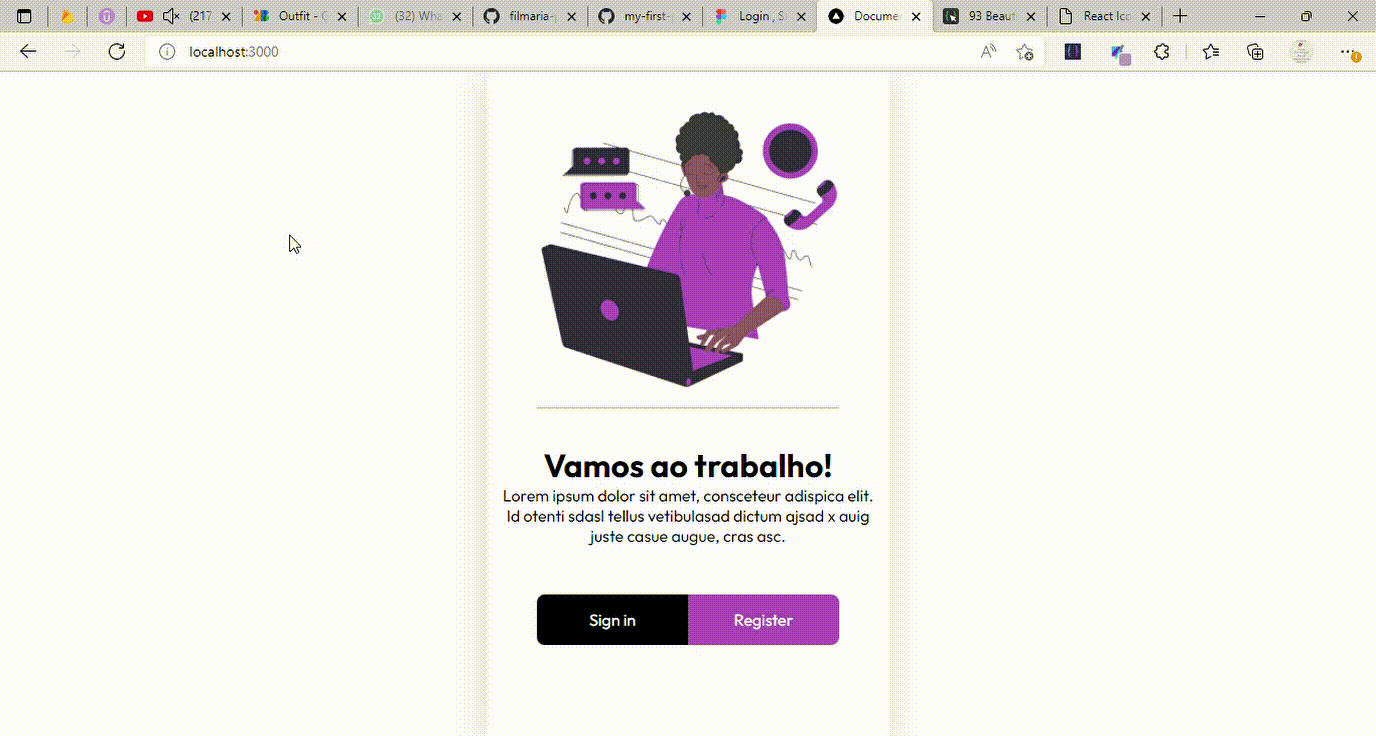 (217
Outfit - G
(32) Wha
filmaria-
my-first-
Login , Si
Docume
93 Beaut
React Ico
localhost:3000
Vamos ao trabalho!
Lorem ipsum dolor sit amet, consceteur adispica elit.
Id otenti sdasl tellus vetibulasad dictum ajsad x auig
juste casue augue, cras asc.
Sign in
Register